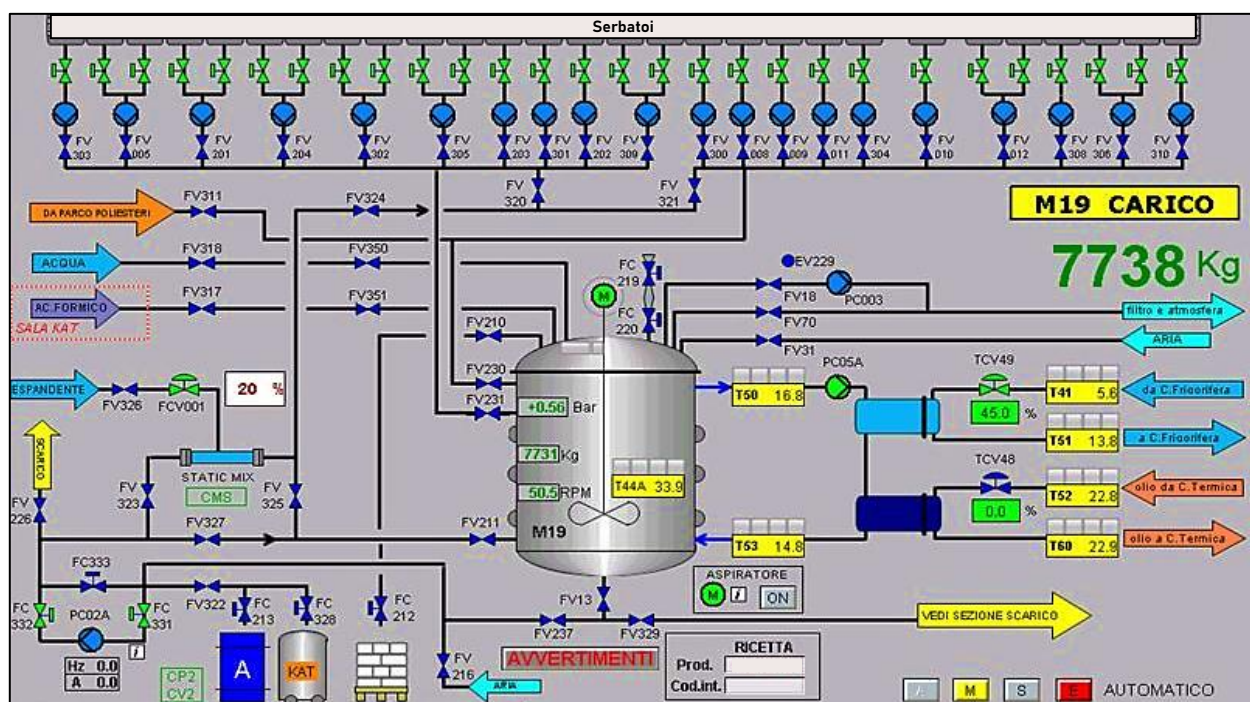 Serbatoi
FV 303
FV 005
FV 201
FV 204
FV 302
FV 305
FV 203
FV 301
FV 202
FV 309
FV 300
FV 008
FV 009
FV 011
FV 304
FV 010
FV 012
FV 308
FV 306
FV 310
FV 320
FV 321
DA PARCO POLIESTERI
FV311
FV324
M19 CARICO
ACQUA
FV318
FV350
7738 Kg
AC.FORMICO
SALA KAT
FV317
FV351
FC 219
FC 220
EV229
FV18
PC003
FV70
filtro e atmosfera
FV31
ARIA
M
FV210
FV230
FV231
ESPANDENTE
FV326
FCV001
20 %
+0.56 Bar
7731 Kg
50.5 RPM
T44A 33.9
M19
T50 16.8
PC05A
TCV49
45.0 %
T41 5.6
da C.Frigorifera
T51 13.8
a C.Frigorifera
TCV48
0.0 %
T52 22.8
olio da C.Termica
T60 22.9
olio a C.Termica
T53 14.8
SCARICO
FV 226
STATIC MIX
CMS
FV 323
FV 325
FV327
FV211
FC333
FV322
FC 332
PC02A
FC 331
i
Hz 0.0
A 0.0
FC 213
FC 328
FC 212
A
KAT
CP2
CV2
FV13
FV237
FV329
FV 216
ARIA
ASPIRATORE
M i ON
VEDI SEZIONE SCARICO
AVVERTIMENTI
RICETTA
Prod.
Cod.int.
A M S E AUTOMATICO